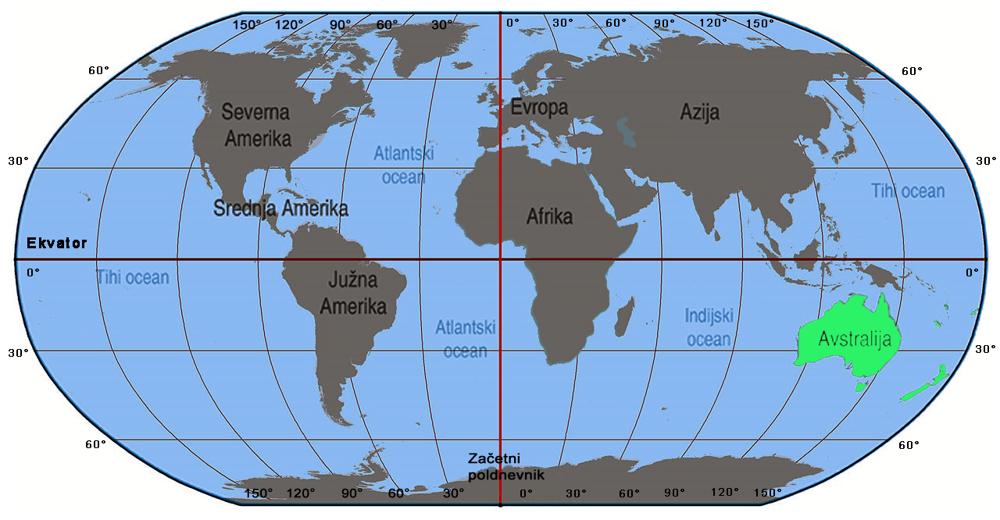 150° 120° 90° 60° 30° 0° 30° 60° 90° 120° 150°
60° 60°
Evropa
Severna
Amerika
Azija
Atlantski
ocean
30° 30°
Tihi ocean
Srednja Amerika
Afrika
Ekvator
0° 0°
Tihi ocean
Južna
Amerika
Indijski
ocean
Atlantski
ocean
Avstralija
30° 30°
60° 60°
Začetni
poldnevnik
150° 120° 90° 60° 30° 0° 30° 60° 90° 120° 150°